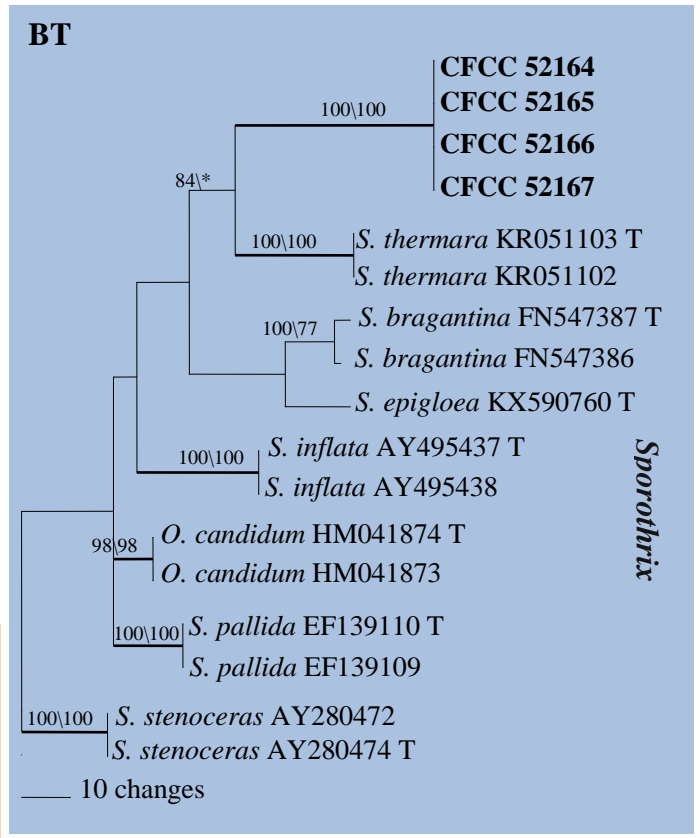 BT
CFCC 52164
100\100
CFCC 52165
CFCC 52166
84\*
CFCC 52167
100\100
S. thermara KR051103 T
S. thermara KR051102
100\77
S. bragantina FN547387 T
S. bragantina FN547386
S. epigloea KX590760 T
100\100
S. inflata AY495437 T
S. inflata AY495438
Sporothrix
98\98
O. candidum HM041874 T
O. candidum HM041873
100\100
S. pallida EF139110 T
S. pallida EF139109
100\100
S. stenoceras AY280472
S. stenoceras AY280474 T
10 changes